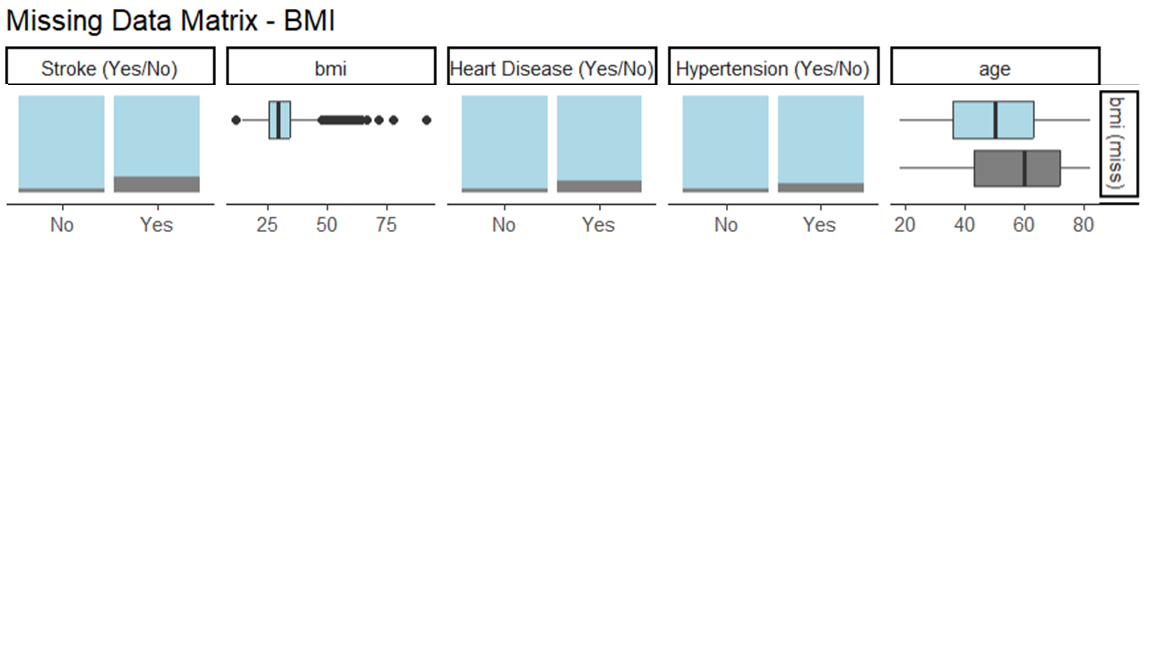 Missing Data Matrix - BMI
Stroke (Yes/No) bmi Heart Disease (Yes/No) Hypertension (Yes/No) age
bmi (miss)
No Yes 25 50 75 No Yes No Yes 20 40 60 80